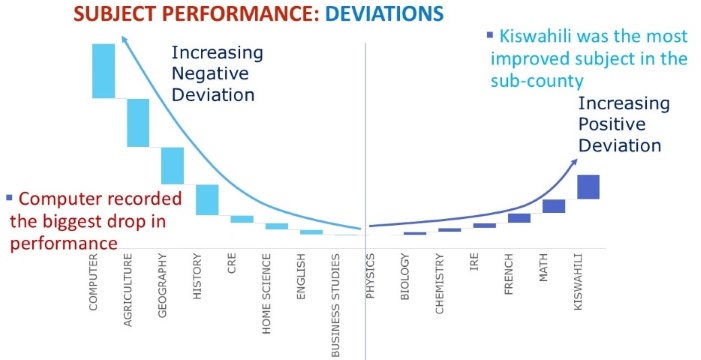 SUBJECT PERFORMANCE: DEVIATIONS
Increasing
Negative
Deviation
▪ Kiswahili was the most
improved subject in the
sub-county
Increasing
Positive
Deviation
▪ Computer recorded
the biggest drop in
performance
COMPUTER
AGRICULTURE
GEOGRAPHY
HISTORY
CRE
HOME SCIENCE
ENGLISH
BUSINESS STUDIES
PHYSICS
BIOLOGY
CHEMISTRY
IRE
FRENCH
MATH
KISWAHILI